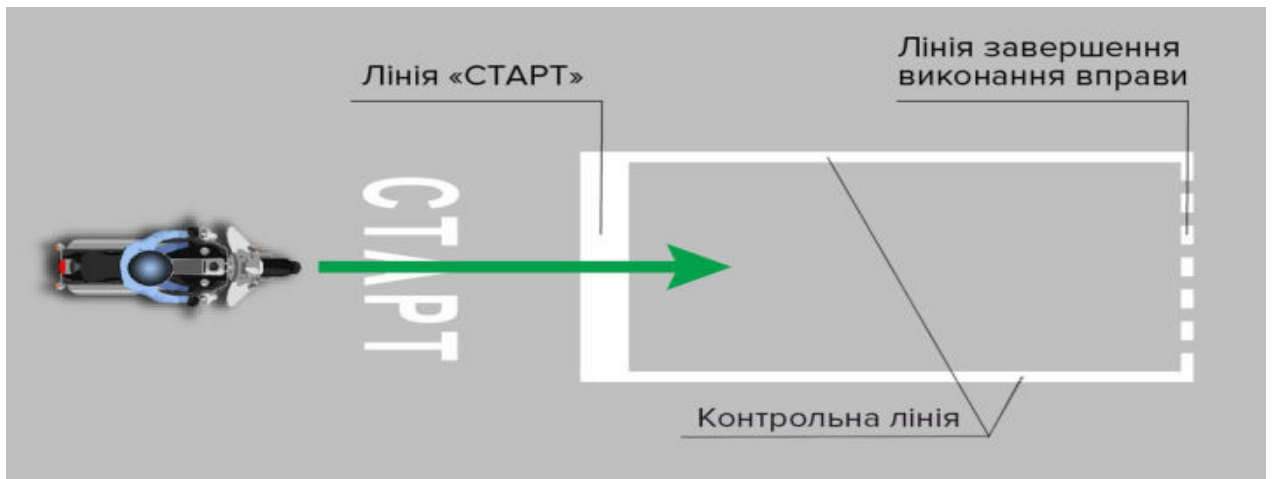 Лінія «СТАРТ»
Лінія завершення
виконання вправи
СТАРТ
Контрольна лінія